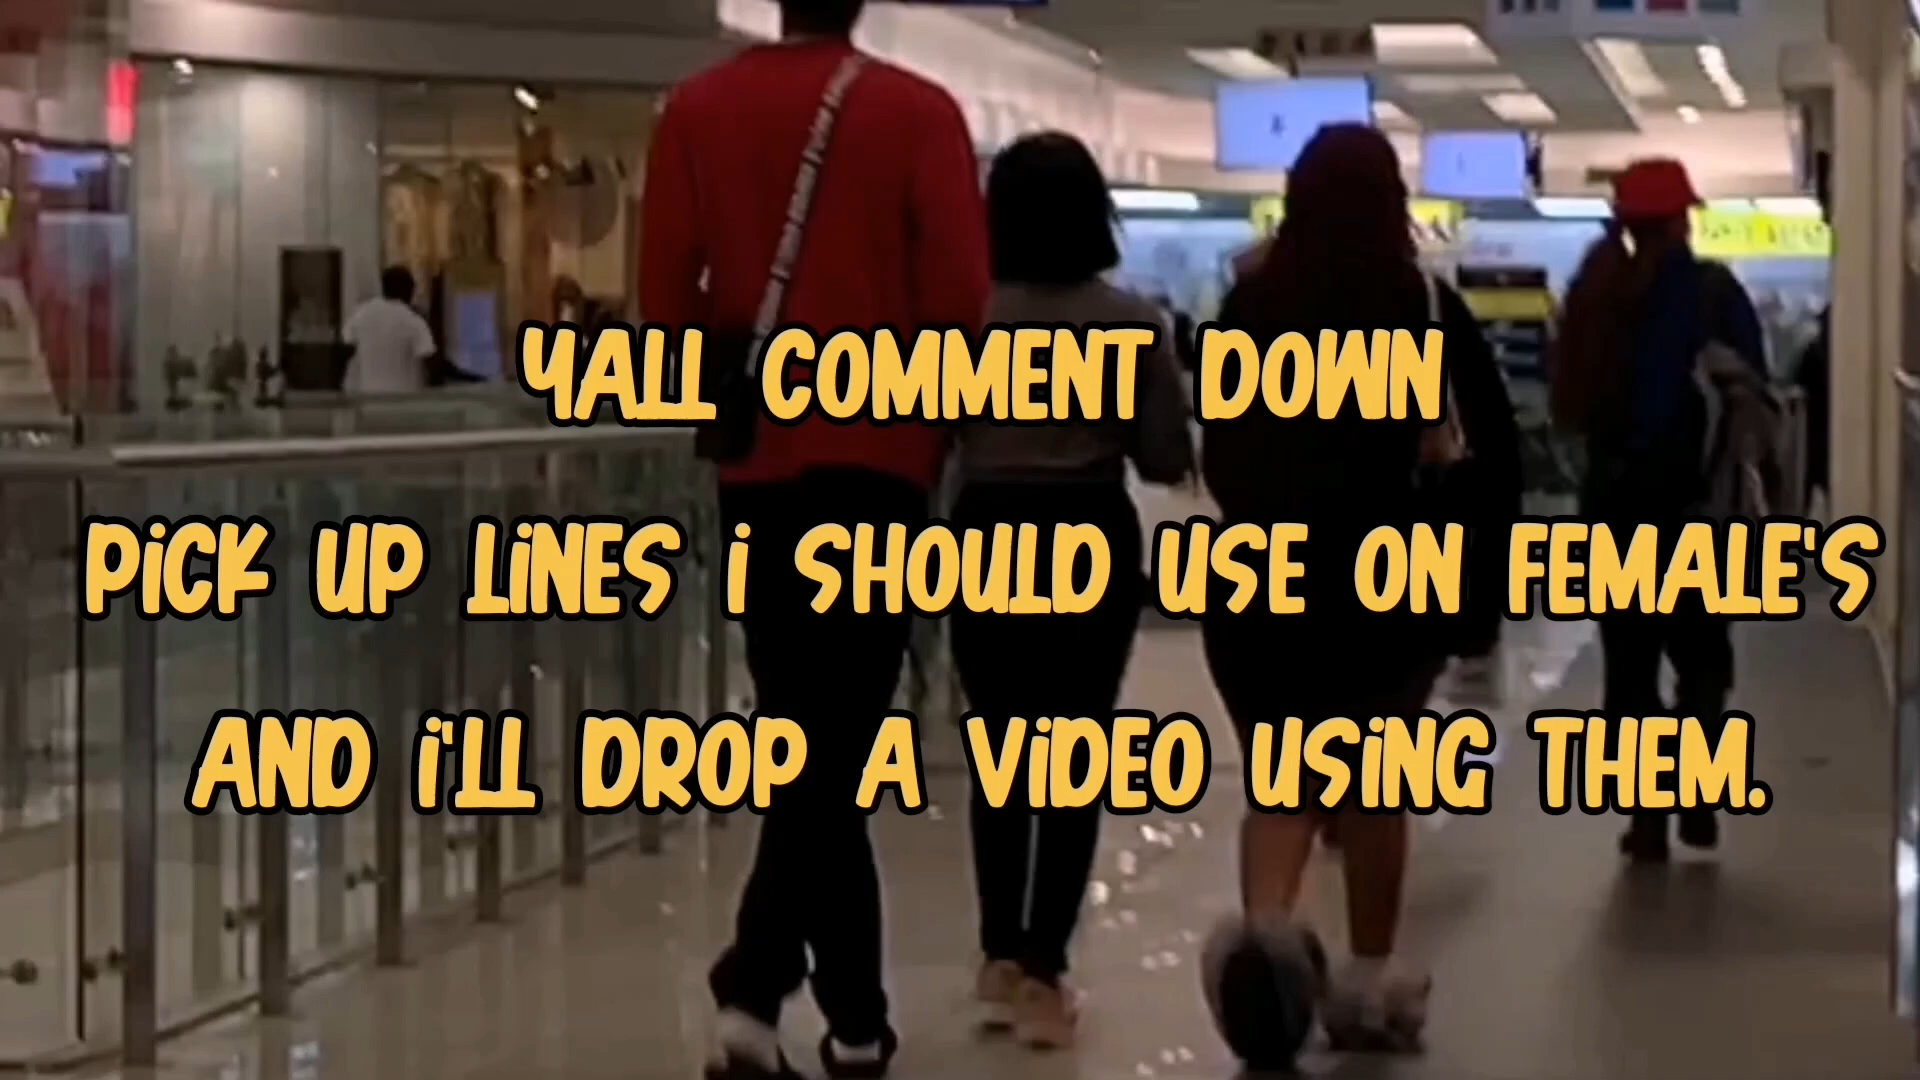 YALL COMMENT DOWN
PiCK UP LiNES i SHOULD USE ON FEMALE'S
AND i'LL DROP A ViDEO USiNG THEM.